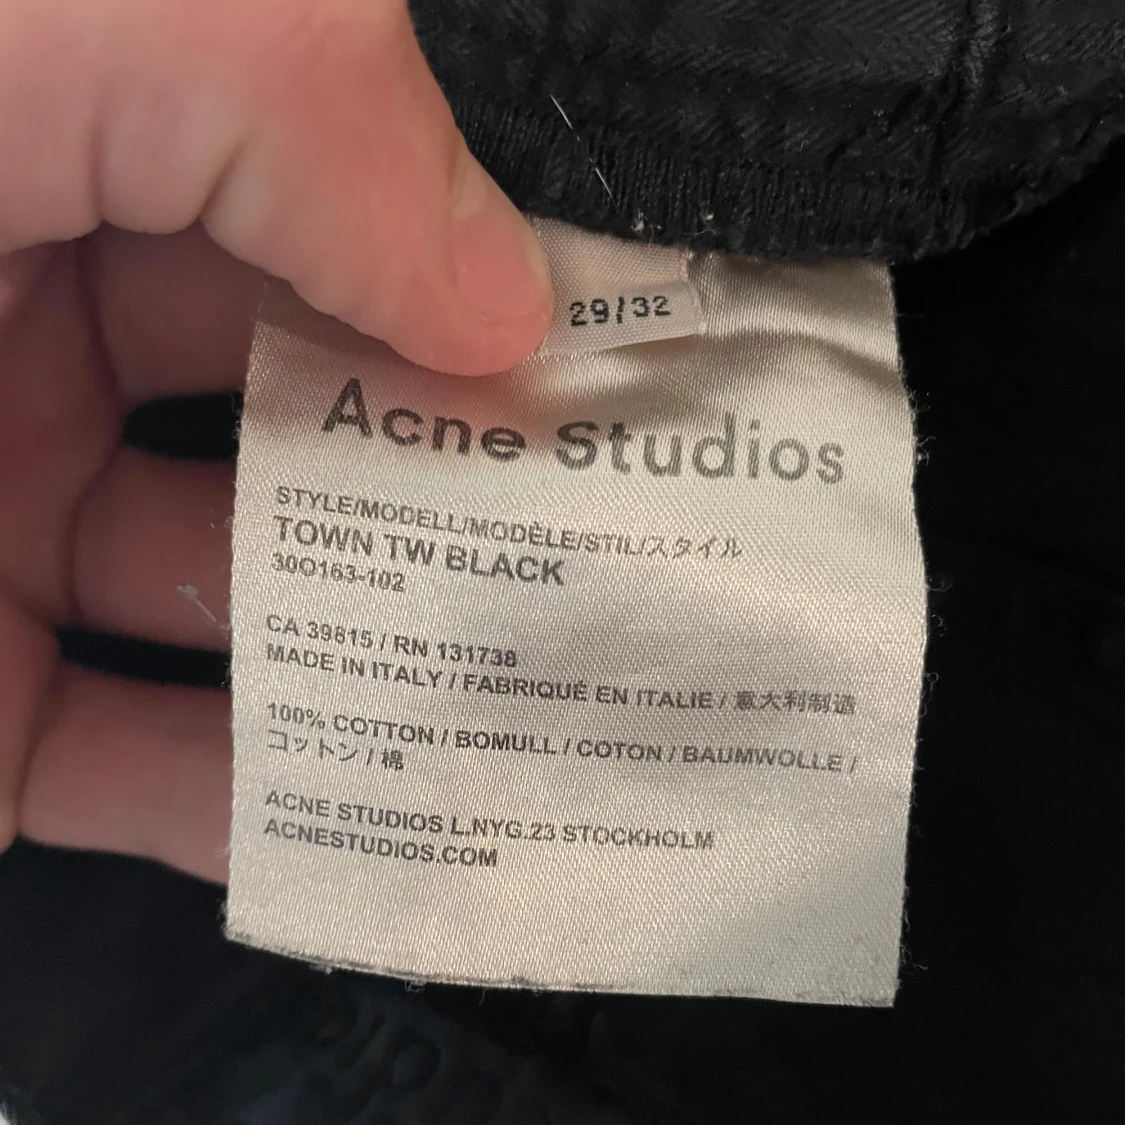 29/32
Acne Studios
STYLE/MODELL/MODÈLE/STIL/スタイル
TOWN TW BLACK
30O163-102
CA 39815 / RN 131738
MADE IN ITALY / FABRIQUÉ EN ITALIE / 意大利制造
100% COTTON / BOMULL / COTON / BAUMWOLLE /
コットン / 棉
ACNE STUDIOS L.NYG.23 STOCKHOLM
ACNESTUDIOS.COM